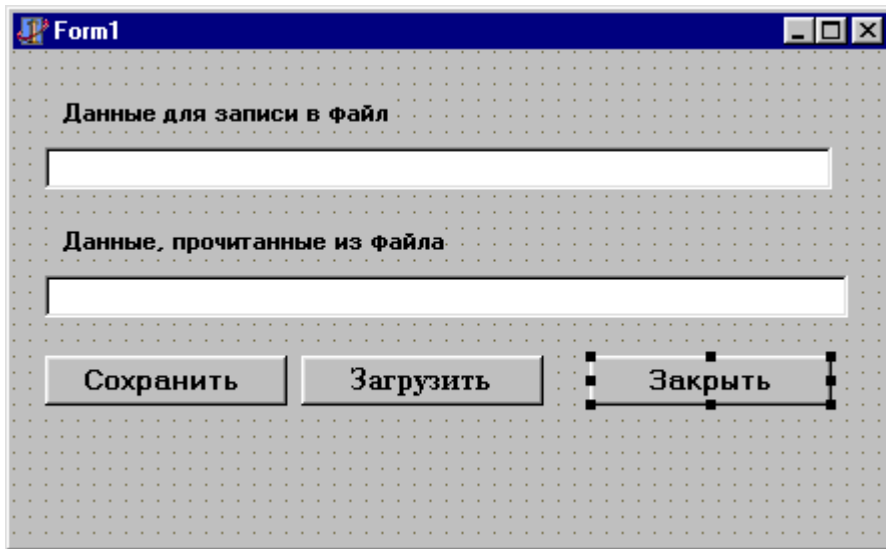 Form1
Данные для записи в файл
Данные, прочитанные из файла
Сохранить Загрузить Закрыть